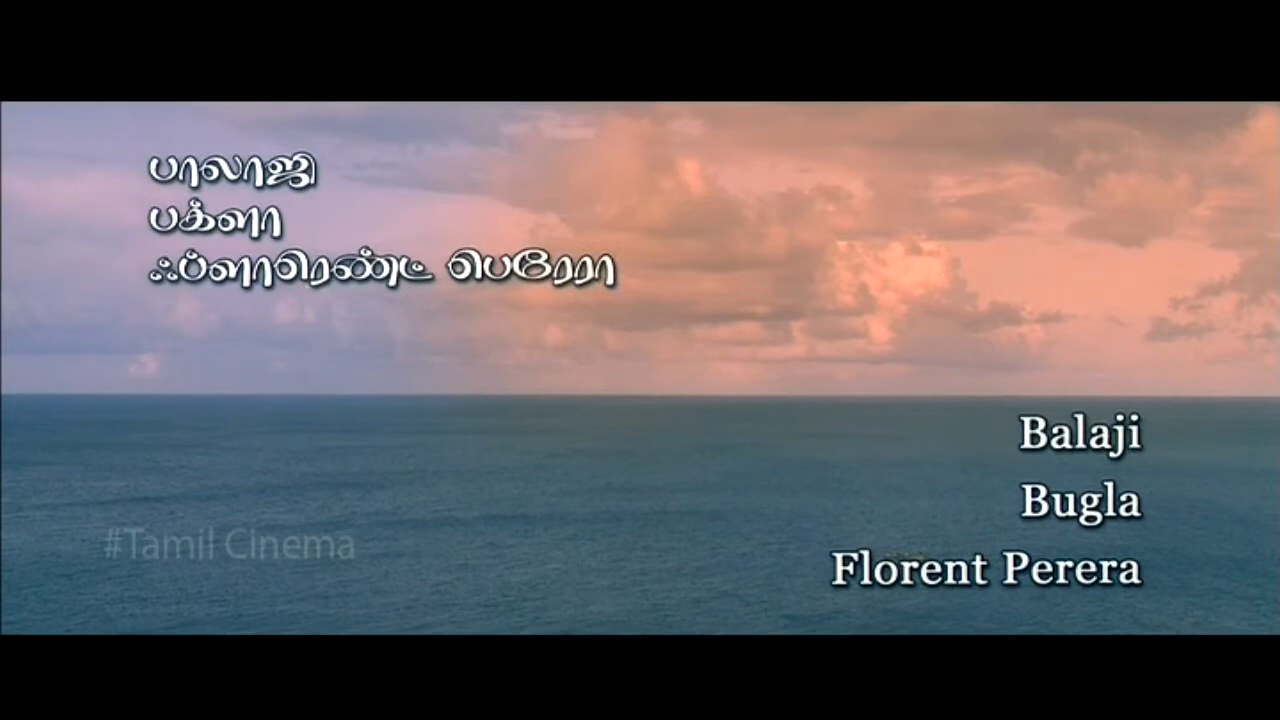 பாலாஜி
பக்ளா
ஃப்ளாரெண்ட் பெரேரா
Balaji
Bugla
#Tamil Cinema
Florent Perera